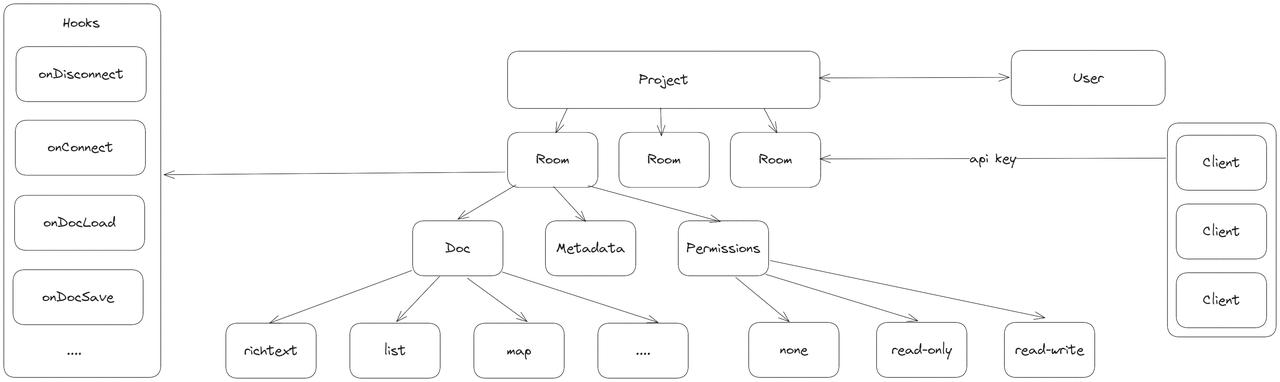 Hooks
onDisconnect
onConnect
onDocLoad
onDocSave
....
Project
User
Room
Room
Room
api key
Client
Client
Client
Doc
Metadata
Permissions
richtext
list
map
....
none
read-only
read-write